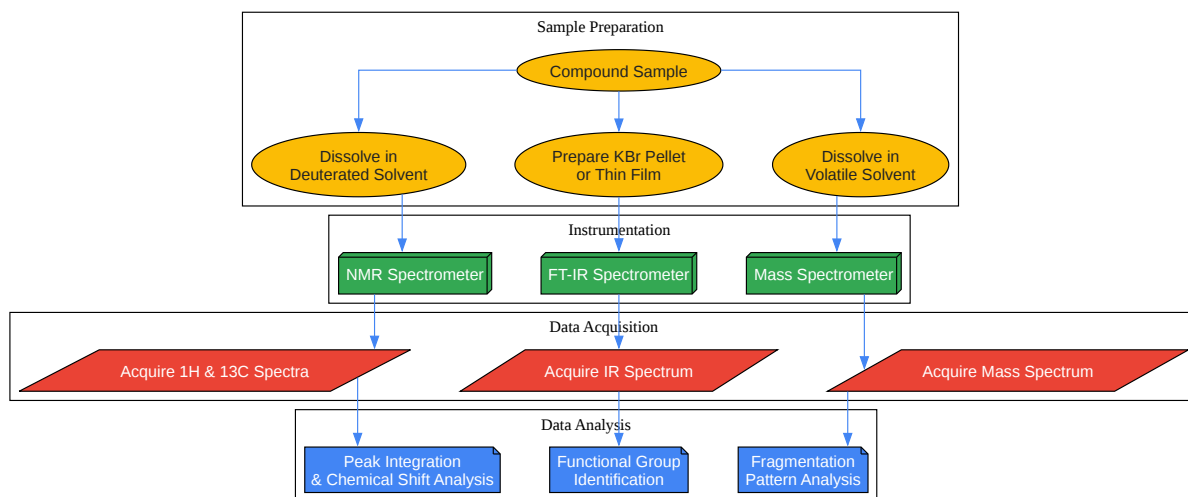 Sample Preparation
Compound Sample
Dissolve in
Deuterated Solvent
Prepare KBr Pellet
or Thin Film
Dissolve in
Volatile Solvent
Instrumentation
NMR Spectrometer
FT-IR Spectrometer
Mass Spectrometer
Data Acquisition
Acquire 1H & 13C Spectra
Acquire IR Spectrum
Acquire Mass Spectrum
Data Analysis
Peak Integration
& Chemical Shift Analysis
Functional Group
Identification
Fragmentation
Pattern Analysis